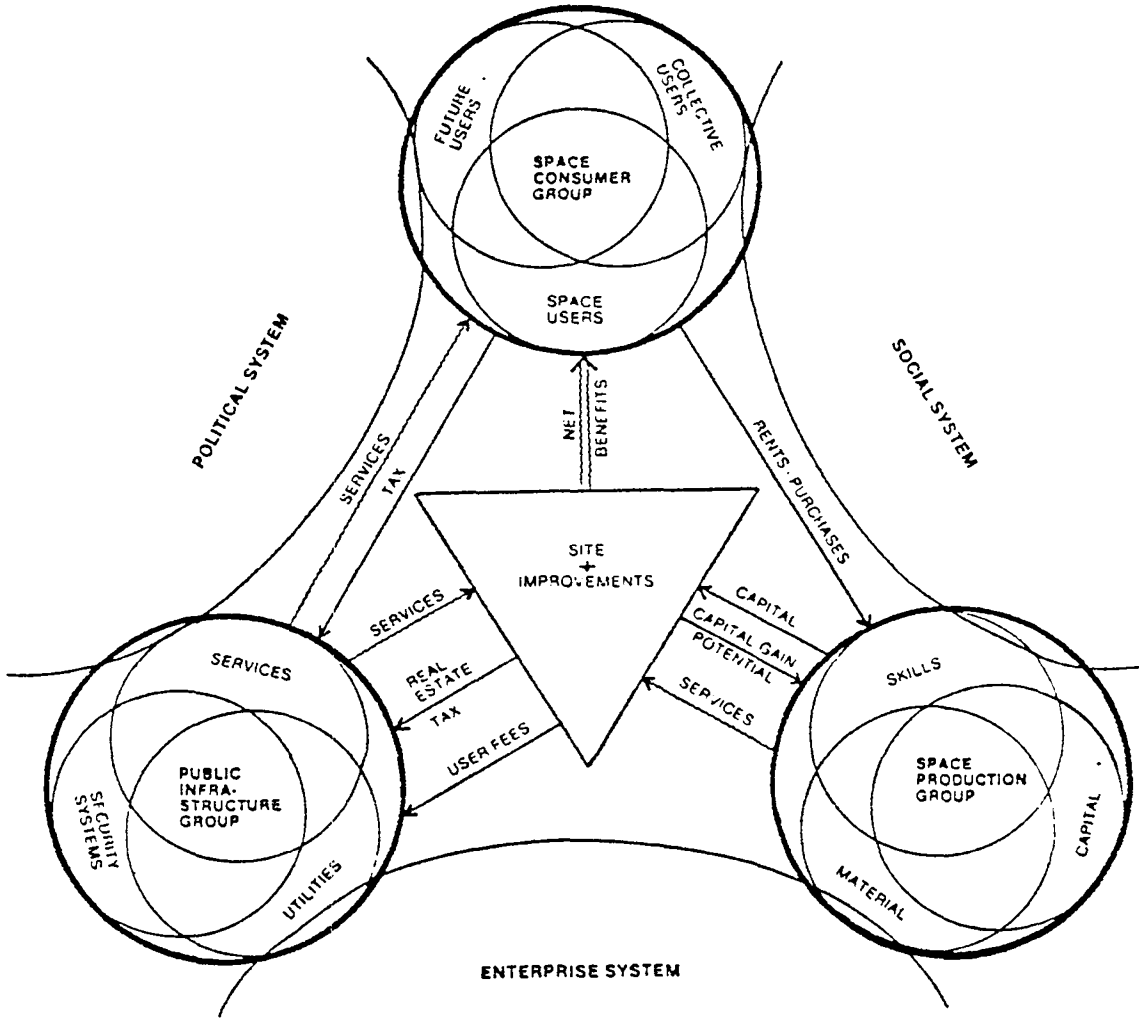 FUTURE
USERS
COLLECTIVE
USERS
SPACE
CONSUMER
GROUP
SPACE
USERS
POLITICAL SYSTEM
SOCIAL SYSTEM
SERVICES
TAX
NET
BENEFITS
RENTS - PURCHASES
SITE
+
IMPROVEMENTS
SERVICES
REAL
ESTATE
TAX
USER FEES
CAPITAL
CAPITAL GAIN
POTENTIAL
SERVICES
SERVICES
PUBLIC
INFRA-
STRUCTURE
GROUP
SECURITY
SYSTEMS
UTILITIES
SKILLS
SPACE
PRODUCTION
GROUP
CAPITAL
MATERIAL
ENTERPRISE SYSTEM